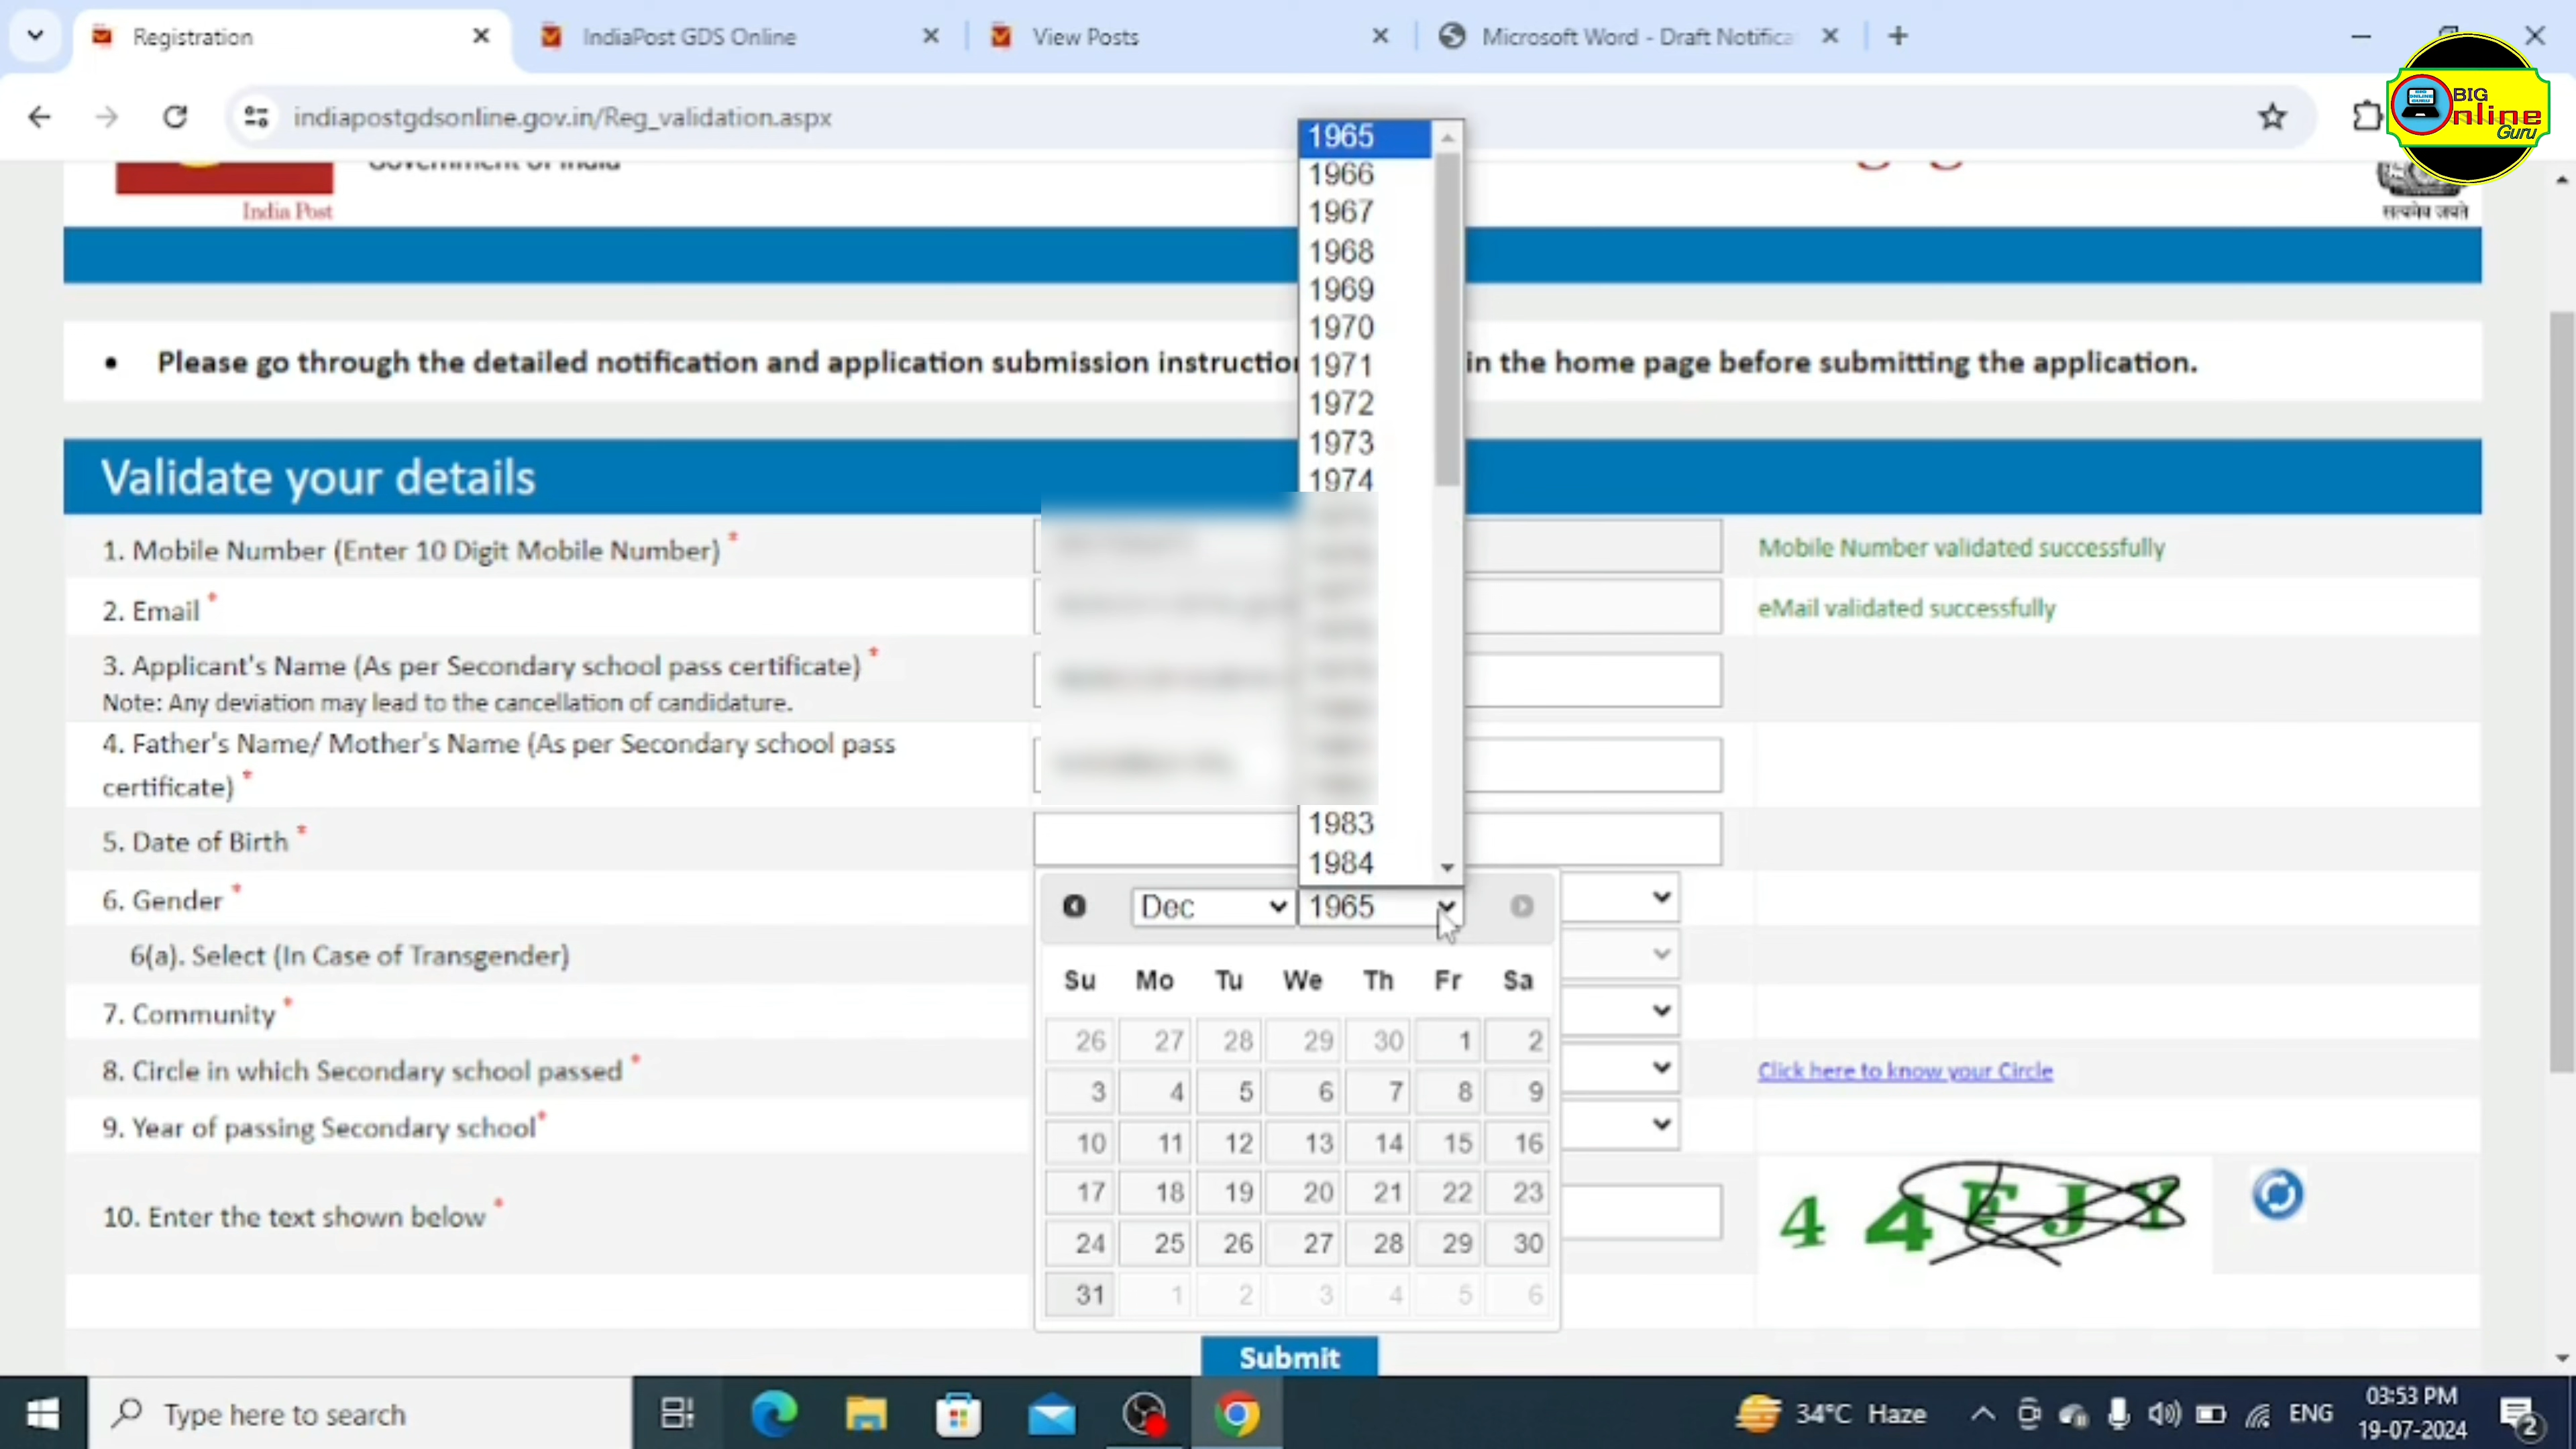 Registration
IndiaPost GDS Online
View Posts
Microsoft Word - Draft Notifica
BIG
Online
Guru
indiapostgdsonline.gov.in/Reg_validation.aspx
India Post
सत्यमेव जयते
Please go through the detailed notification and application submission instructio in the home page before submitting the application.
Validate your details
1. Mobile Number (Enter 10 Digit Mobile Number) *
Mobile Number validated successfully
2. Email *
eMail validated successfully
3. Applicant's Name (As per Secondary school pass certificate) *
Note: Any deviation may lead to the cancellation of candidature.
4. Father's Name/ Mother's Name (As per Secondary school pass
certificate) *
5. Date of Birth *
6. Gender *
6(a). Select (In Case of Transgender)
7. Community *
8. Circle in which Secondary school passed *
Click here to know your Circle
9. Year of passing Secondary school*
10. Enter the text shown below *
4 4 F J Y
1965
1966
1967
1968
1969
1970
1971
1972
1973
1974
1983
1984
Dec 1965
Su Mo Tu We Th Fr Sa
26 27 28 29 30 1 2
3 4 5 6 7 8 9
10 11 12 13 14 15 16
17 18 19 20 21 22 23
24 25 26 27 28 29 30
31 1 2 3 4 5 6
Submit
Type here to search
34°C Haze
ENG
03:53 PM
19-07-2024
2